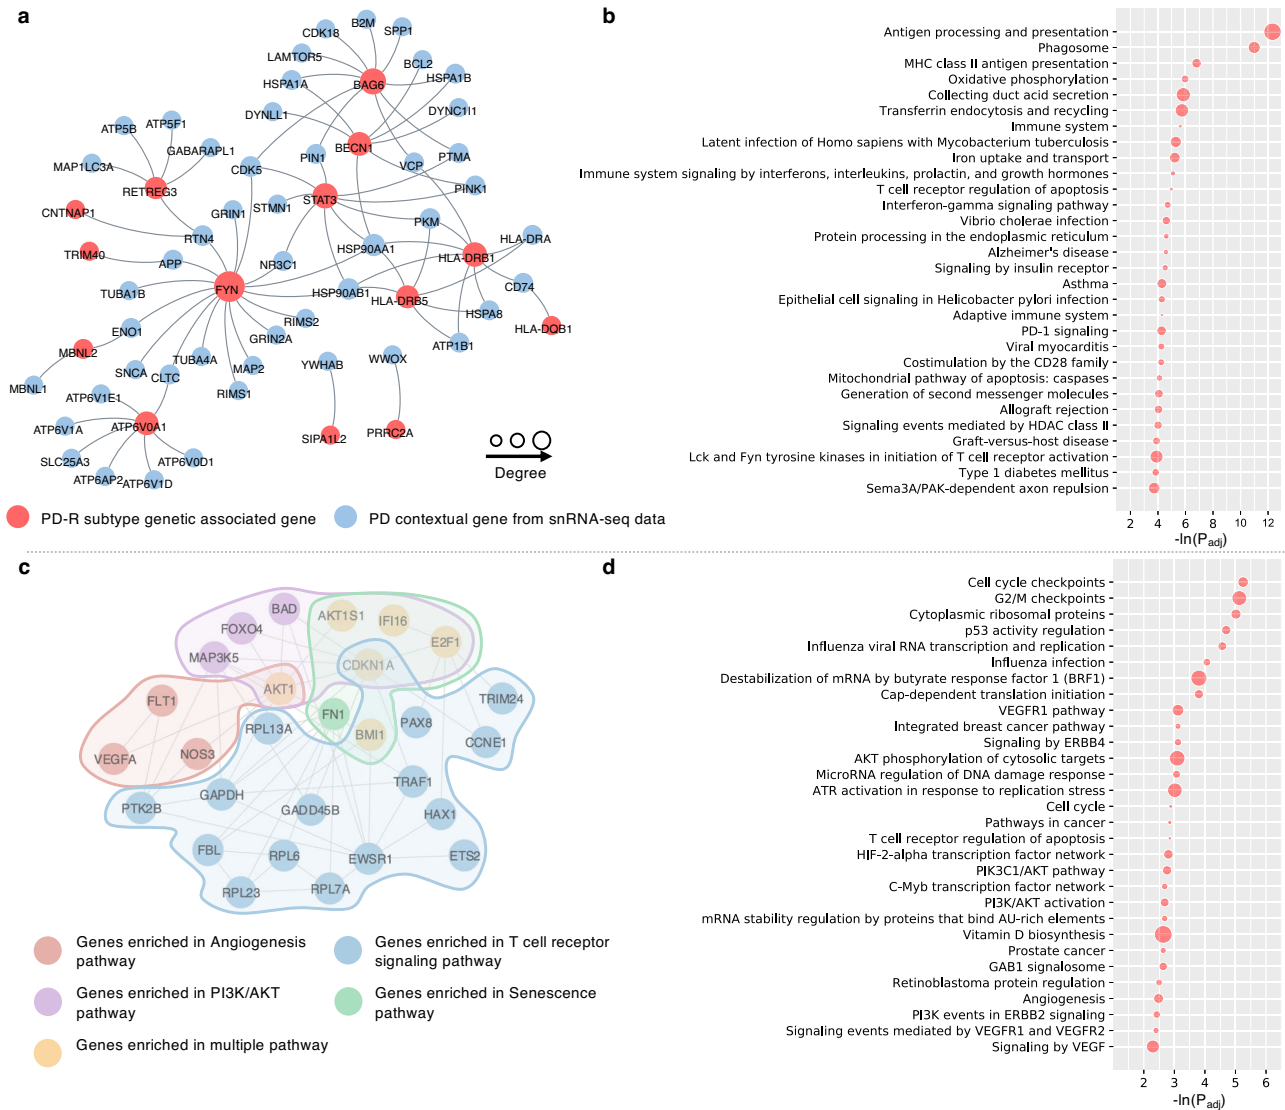 a
B2M
CDK18
SPP1
LAMTOR5
BCL2
HSPA1A
BAG6
HSPA1B
DYNLL1
DYNC1I1
ATP5B
ATP5F1
BECN1
GABARAPL1
PIN1
PTMA
MAP1LC3A
CDK5
VCP
RETREG3
PINK1
STMN1
STAT3
CNTNAP1
GRIN1
PKM
RTN4
HLA-DRA
TRIM40
HSP90AA1
APP
NR3C1
HLA-DRB1
TUBA1B
FYN
HSP90AB1
CD74
HLA-DRB5
HSPA8
RIMS2
ENO1
GRIN2A
HLA-DQB1
MBNL2
TUBA4A
YWHAB
WWOX
ATP1B1
SNCA
CLTC
MAP2
MBNL1
RIMS1
ATP6V1E1
ATP6V1A
ATP6V0A1
SIPA1L2
PRRC2A
SLC25A3
ATP6V0D1
ATP6AP2
ATP6V1D
Degree
PD-R subtype genetic associated gene
PD contextual gene from snRNA-seq data
b
Antigen processing and presentation
Phagosome
MHC class II antigen presentation
Oxidative phosphorylation
Collecting duct acid secretion
Transferrin endocytosis and recycling
Immune system
Latent infection of Homo sapiens with Mycobacterium tuberculosis
Iron uptake and transport
Immune system signaling by interferons, interleukins, prolactin, and growth hormones
T cell receptor regulation of apoptosis
Interferon-gamma signaling pathway
Vibrio cholerae infection
Protein processing in the endoplasmic reticulum
Alzheimer's disease
Signaling by insulin receptor
Asthma
Epithelial cell signaling in Helicobacter pylori infection
Adaptive immune system
PD-1 signaling
Viral myocarditis
Costimulation by the CD28 family
Mitochondrial pathway of apoptosis: caspases
Generation of second messenger molecules
Allograft rejection
Signaling events mediated by HDAC class II
Graft-versus-host disease
Lck and Fyn tyrosine kinases in initiation of T cell receptor activation
Type 1 diabetes mellitus
Sema3A/PAK-dependent axon repulsion
2 4 6 8 10 12
-ln(Padj)
c
BAD
AKT1S1
IFI16
FOXO4
E2F1
MAP3K5
CDKN1A
AKT1
FLT1
TRIM24
FN1
PAX8
RPL13A
BMI1
CCNE1
VEGFA
NOS3
TRAF1
PTK2B
GAPDH
GADD45B
HAX1
FBL
RPL6
EWSR1
ETS2
RPL23
RPL7A
Genes enriched in Angiogenesis
pathway
Genes enriched in T cell receptor
signaling pathway
Genes enriched in PI3K/AKT
pathway
Genes enriched in Senescence
pathway
Genes enriched in multiple pathway
d
Cell cycle checkpoints
G2/M checkpoints
Cytoplasmic ribosomal proteins
p53 activity regulation
Influenza viral RNA transcription and replication
Influenza infection
Destabilization of mRNA by butyrate response factor 1 (BRF1)
Cap-dependent translation initiation
VEGFR1 pathway
Integrated breast cancer pathway
Signaling by ERBB4
AKT phosphorylation of cytosolic targets
MicroRNA regulation of DNA damage response
ATR activation in response to replication stress
Cell cycle
Pathways in cancer
T cell receptor regulation of apoptosis
HIF-2-alpha transcription factor network
PIK3C1/AKT pathway
C-Myb transcription factor network
PI3K/AKT activation
mRNA stability regulation by proteins that bind AU-rich elements
Vitamin D biosynthesis
Prostate cancer
GAB1 signalosome
Retinoblastoma protein regulation
Angiogenesis
PI3K events in ERBB2 signaling
Signaling events mediated by VEGFR1 and VEGFR2
Signaling by VEGF
2 3 4 5 6
-ln(Padj)